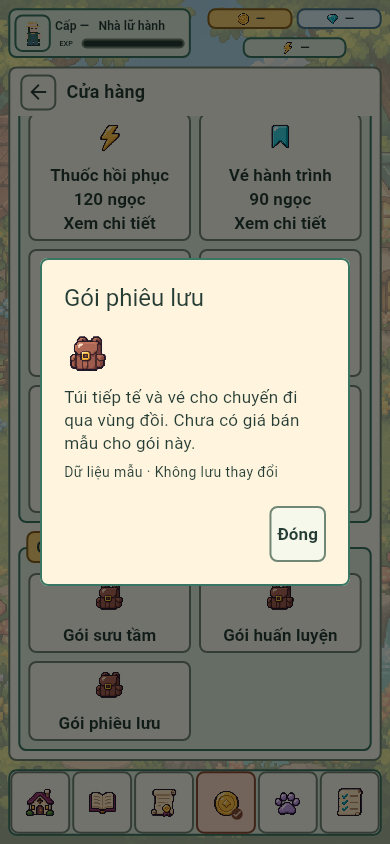 Cấp — Nhà lữ hành
EXP
—
—
—
Cửa hàng
Thuốc hồi phục
120 ngọc
Xem chi tiết
Vé hành trình
90 ngọc
Xem chi tiết
Gói phiêu lưu
Túi tiếp tế và vé cho chuyến đi
qua vùng đồi. Chưa có giá bán
mẫu cho gói này.
Dữ liệu mẫu · Không lưu thay đổi
Đóng
Gói sưu tầm
Gói huấn luyện
Gói phiêu lưu